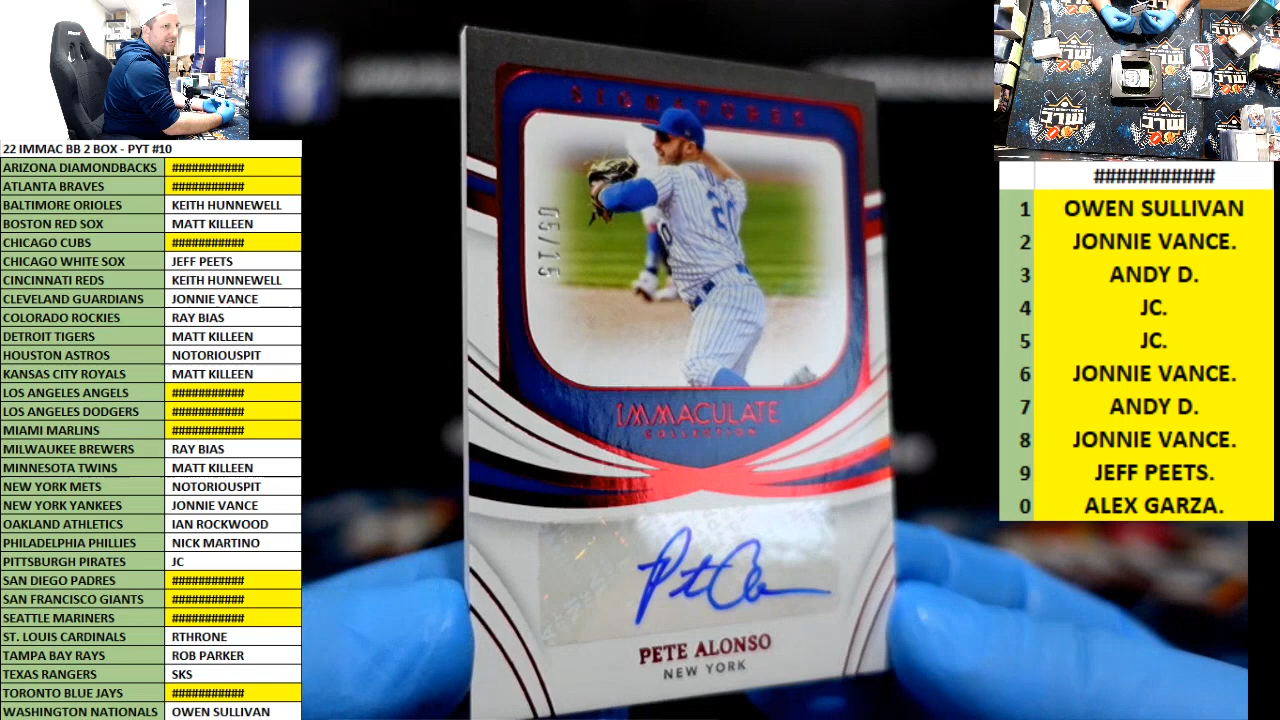 22 IMMAC BB 2 BOX - PYT #10
ARIZONA DIAMONDBACKS ###########
ATLANTA BRAVES ###########
BALTIMORE ORIOLES KEITH HUNNEWELL
BOSTON RED SOX MATT KILLEEN
CHICAGO CUBS ###########
CHICAGO WHITE SOX JEFF PEETS
CINCINNATI REDS KEITH HUNNEWELL
CLEVELAND GUARDIANS JONNIE VANCE
COLORADO ROCKIES RAY BIAS
DETROIT TIGERS MATT KILLEEN
HOUSTON ASTROS NOTORIOUSPIT
KANSAS CITY ROYALS MATT KILLEEN
LOS ANGELES ANGELS ###########
LOS ANGELES DODGERS ###########
MIAMI MARLINS ###########
MILWAUKEE BREWERS RAY BIAS
MINNESOTA TWINS MATT KILLEEN
NEW YORK METS NOTORIOUSPIT
NEW YORK YANKEES JONNIE VANCE
OAKLAND ATHLETICS IAN ROCKWOOD
PHILADELPHIA PHILLIES NICK MARTINO
PITTSBURGH PIRATES JC
SAN DIEGO PADRES ###########
SAN FRANCISCO GIANTS ###########
SEATTLE MARINERS ###########
ST. LOUIS CARDINALS RTHRONE
TAMPA BAY RAYS ROB PARKER
TEXAS RANGERS SKS
TORONTO BLUE JAYS ###########
WASHINGTON NATIONALS OWEN SULLIVAN
SIGNATURES
20
05/15
IMMACULATE
COLLECTION
PETE ALONSO
NEW YORK
###########
1 OWEN SULLIVAN
2 JONNIE VANCE.
3 ANDY D.
4 JC.
5 JC.
6 JONNIE VANCE.
7 ANDY D.
8 JONNIE VANCE.
9 JEFF PEETS.
0 ALEX GARZA.